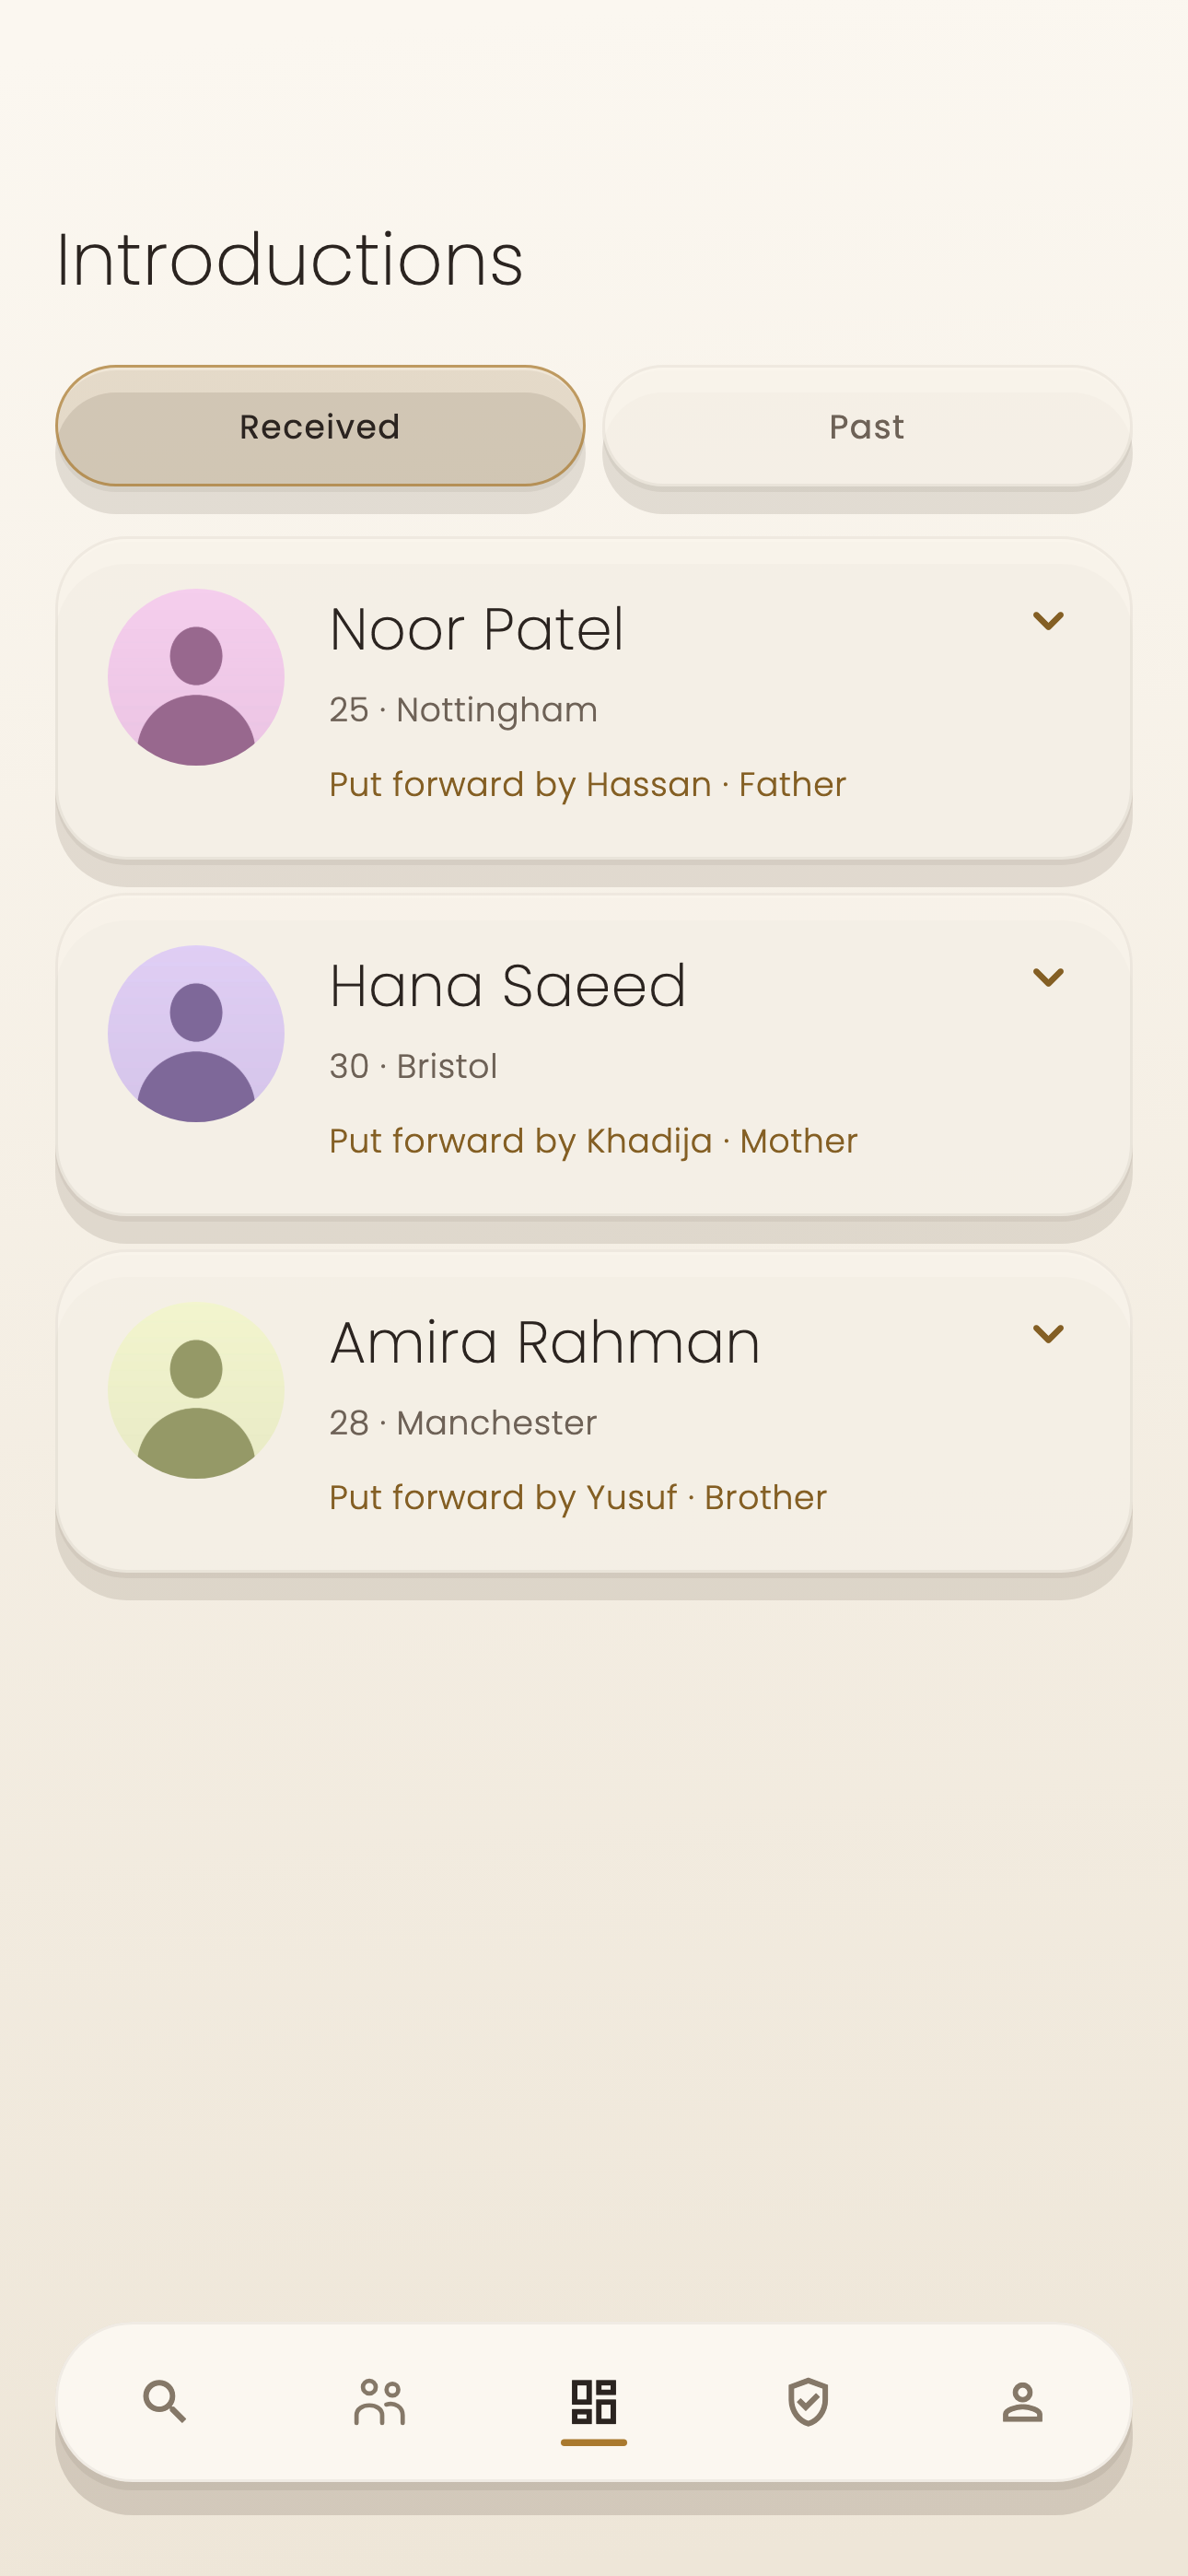 Introductions
Received
Past
Noor Patel
25 · Nottingham
Put forward by Hassan · Father
Hana Saeed
30 · Bristol
Put forward by Khadija · Mother
Amira Rahman
28 · Manchester
Put forward by Yusuf · Brother